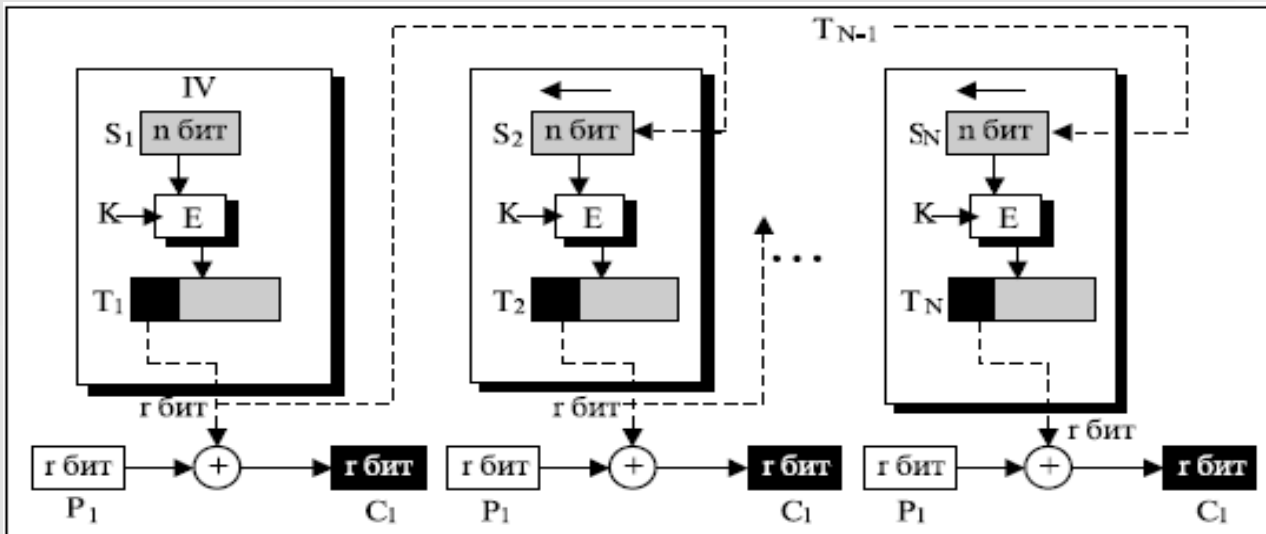 T N-1
IV
S1 n бит
S2 n бит
SN n бит
K E
K E
K E
T1
T2
TN
r бит
r бит
r бит
r бит + r бит
r бит + r бит
r бит + r бит
P1 C1
P1 C1
P1 C1
...